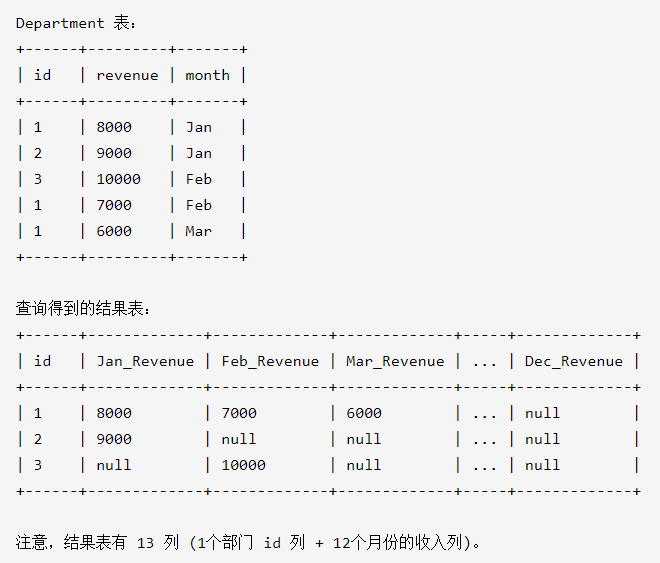 Department 表：
+------+---------+-------+
| id   | revenue | month |
+------+---------+-------+
| 1    | 8000    | Jan   |
| 2    | 9000    | Jan   |
| 3    | 10000   | Feb   |
| 1    | 7000    | Feb   |
| 1    | 6000    | Mar   |
+------+---------+-------+
查询得到的结果表：
+------+-------------+-------------+-------------+-----+-------------+
| id   | Jan_Revenue | Feb_Revenue | Mar_Revenue | ... | Dec_Revenue |
+------+-------------+-------------+-------------+-----+-------------+
| 1    | 8000        | 7000        | 6000        | ... | null        |
| 2    | 9000        | null        | null        | ... | null        |
| 3    | null        | 10000       | null        | ... | null        |
+------+-------------+-------------+-------------+-----+-------------+
注意，结果表有 13 列 (1个部门 id 列 + 12个月份的收入列)。